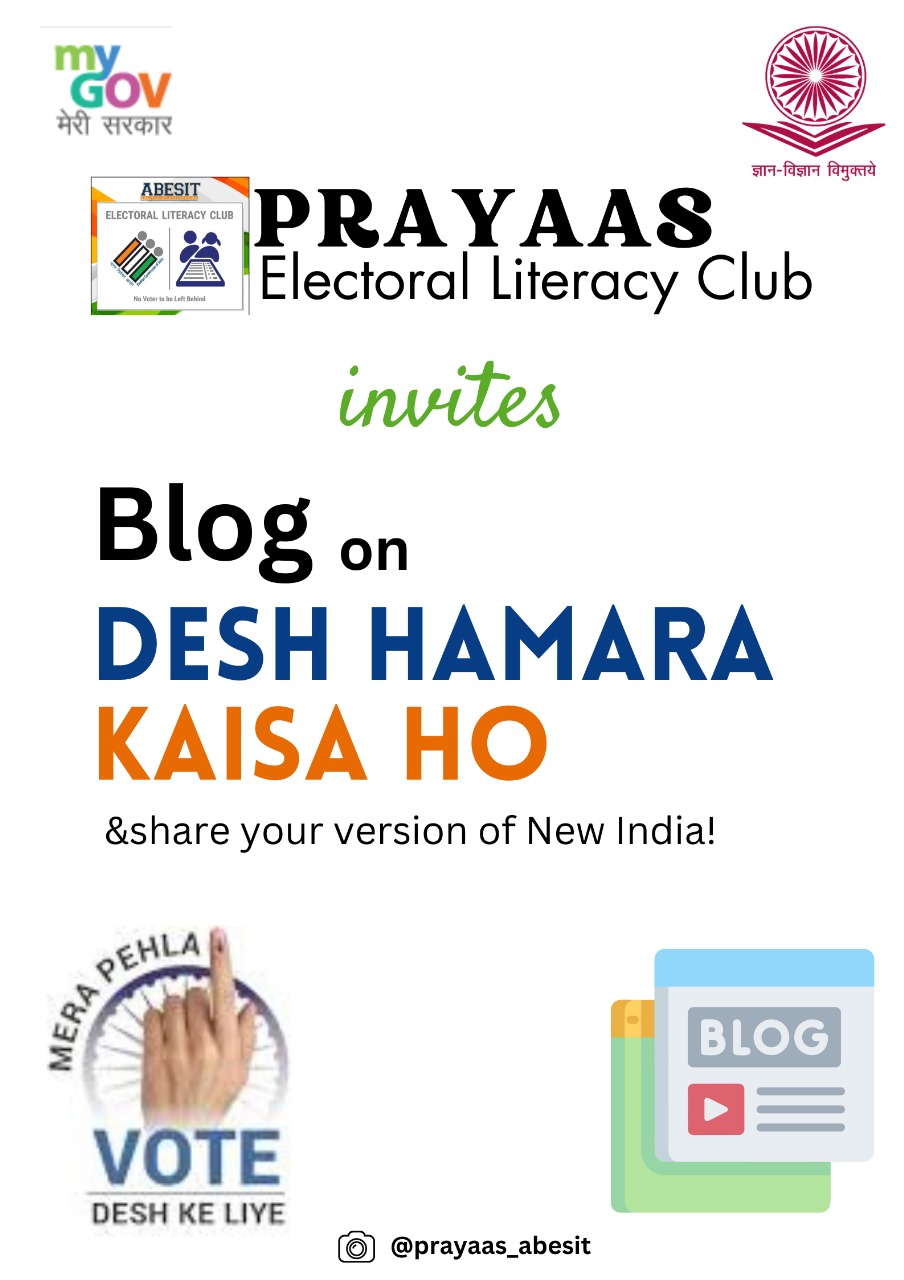 my
GOV
मेरी सरकार
ज्ञान-विज्ञान विमुक्तये
ABESIT
ELECTORAL LITERACY CLUB
No Voter to be Left Behind
PRAYAAS
Electoral Literacy Club
invites
Blog on
DESH HAMARA
KAISA HO
&share your version of New India!
MERA PEHLA
VOTE
DESH KE LIYE
BLOG
@prayaas_abesit